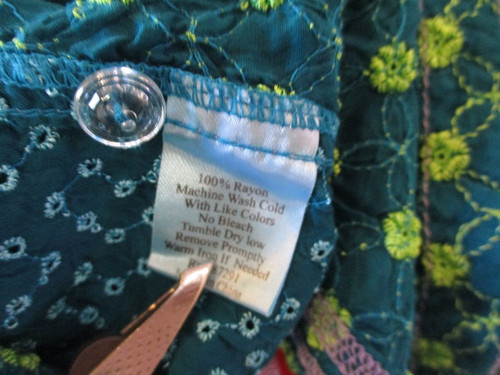 100% Rayon
Machine Wash Cold
With Like Colors
No Bleach
Tumble Dry low
Remove Promptly
Warm Iron If Needed